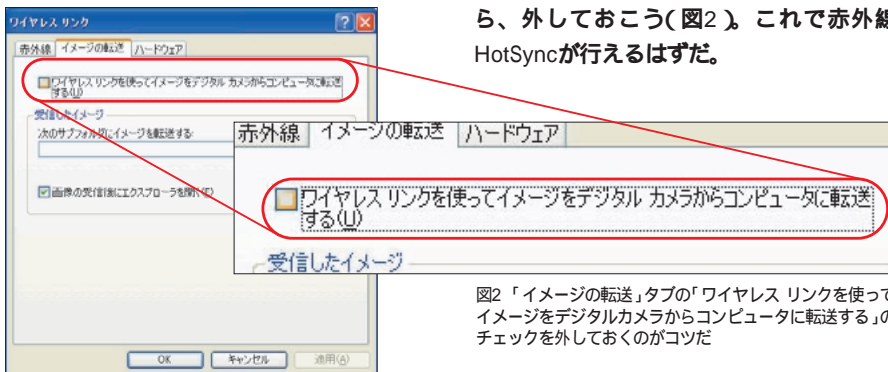 ら、外しておこう(図2)。これで赤外線
HotSyncが行えるはずだ。
ワイヤレス リンク
赤外線 イメージの転送 ハードウェア
ワイヤレス リンクを使ってイメージをデジタル カメラからコンピュータに転送
する(U)
受信したイメージ
次のサブフォルダにイメージを転送する:
画像の受信後にエクスプローラを開く(E)
OK キャンセル 適用(A)
赤外線 イメージの転送 ハードウェア
ワイヤレス リンクを使ってイメージをデジタル カメラからコンピュータに転送
する(U)
受信したイメージ
図2 「イメージの転送」タブの「ワイヤレス リンクを使って
イメージをデジタルカメラからコンピュータに転送する」の
チェックを外しておくのがコツだ